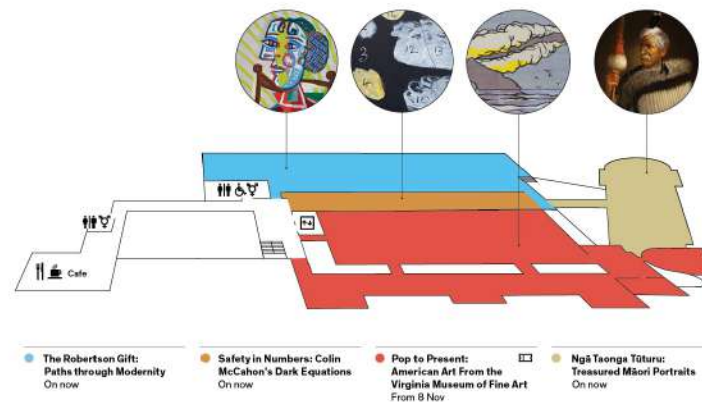 Cafe
The Robertson Gift:
Paths through Modernity
On now
Safety in Numbers: Colin
McCahon's Dark Equations
On now
Pop to Present:
American Art From the
Virginia Museum of Fine Art
From 8 Nov
Ngā Taonga Tūturu:
Treasured Māori Portraits
On now